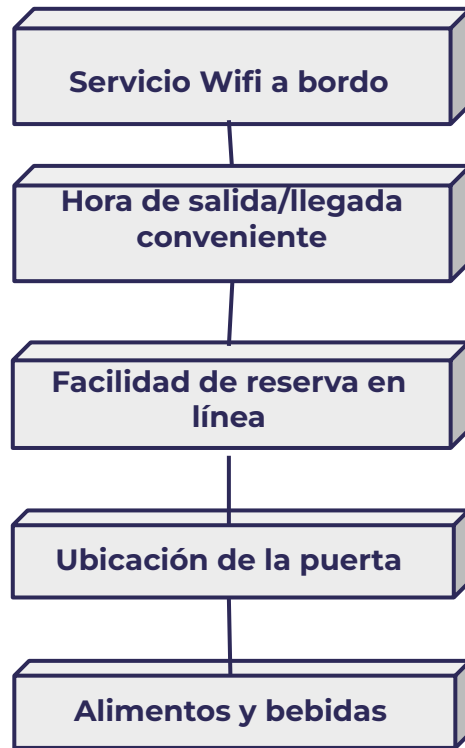 Servicio Wifi a bordo
Hora de salida/llegada
conveniente
Facilidad de reserva en
línea
Ubicación de la puerta
Alimentos y bebidas